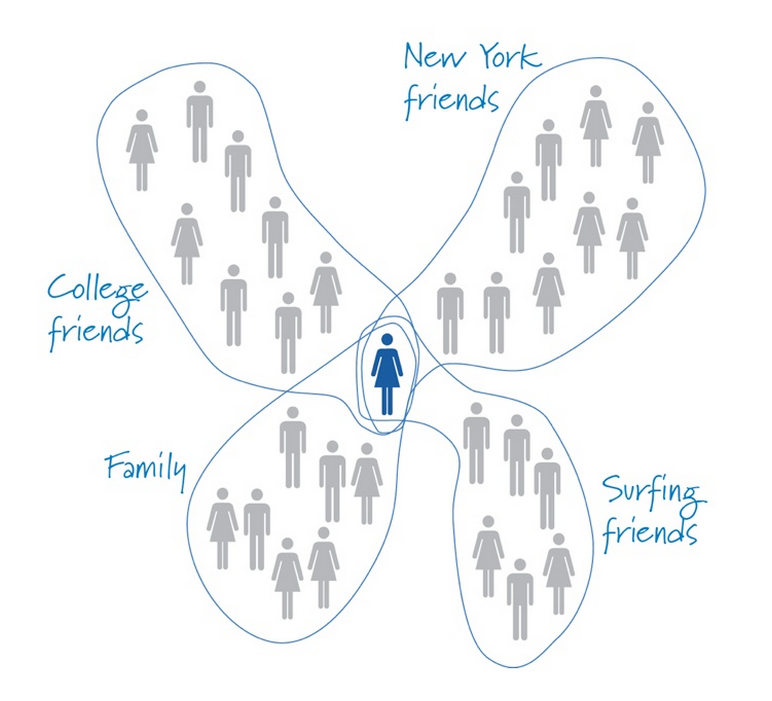 New York
friends
College
friends
Family
Surfing
friends